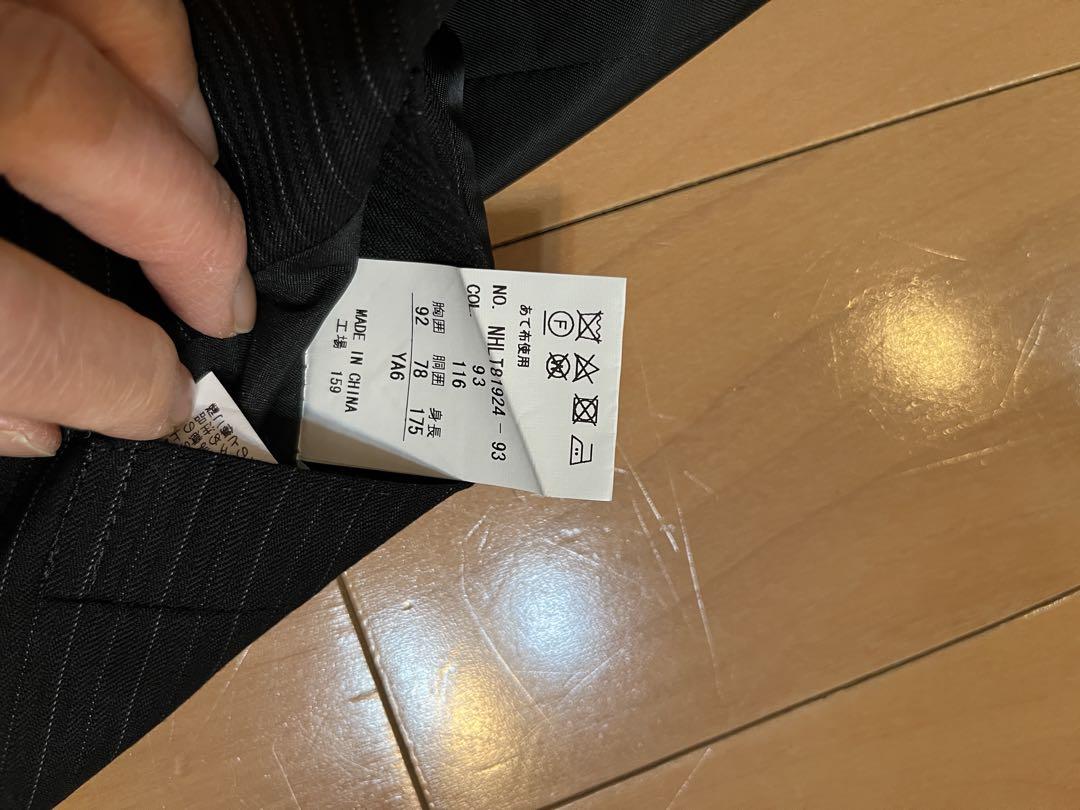 F
あて布使用
NO. NHLT81924-93
COL. 93
116
胸囲 胴囲 身長
92 78 175
YA6
MADE IN CHINA
工場 159